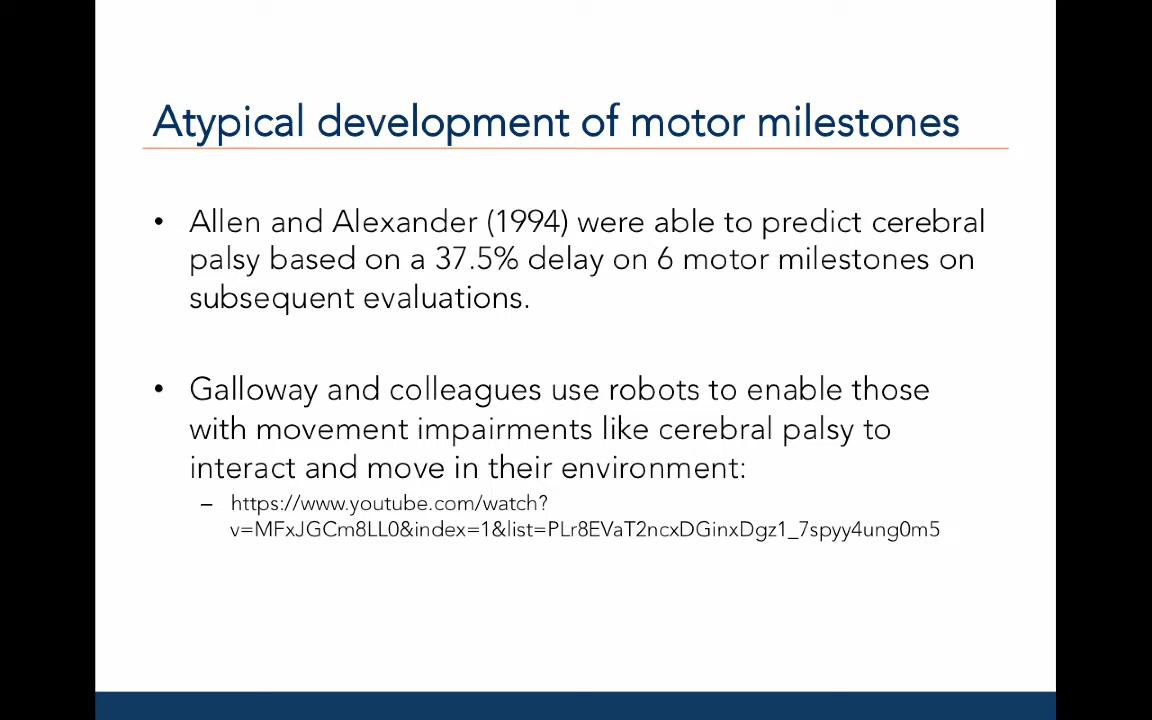 Atypical development of motor milestones
• Allen and Alexander (1994) were able to predict cerebral
palsy based on a 37.5% delay on 6 motor milestones on
subsequent evaluations.
• Galloway and colleagues use robots to enable those
with movement impairments like cerebral palsy to
interact and move in their environment:
– https://www.youtube.com/watch?
v=MFxJGCm8LL0&index=1&list=PLr8EVaT2ncxDGinxDgz1_7spyy4ung0m5